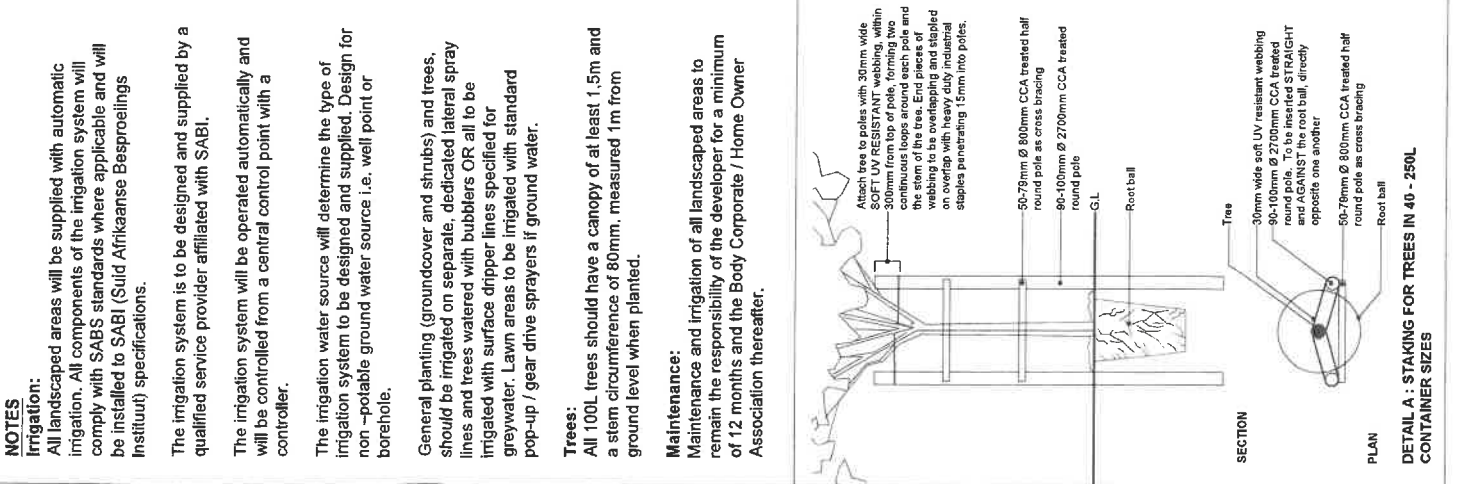 NOTES
Irrigation:
All landscaped areas will be supplied with automatic
irrigation. All components of the irrigation system will
comply with SABS standards where applicable and will
be installed to SABI (Suid Afrikaanse Besproeilings
Instituut) specifications.
The irrigation system is to be designed and supplied by a
qualified service provider affiliated with SABI.
The irrigation system will be operated automatically and
will be controlled from a central control point with a
controller.
The irrigation water source will determine the type of
irrigation system to be designed and supplied. Design for
non –potable ground water source i.e. well point or
borehole.
General planting (groundcover and shrubs) and trees,
should be irrigated on separate, dedicated lateral spray
lines and trees watered with bubblers OR all to be
irrigated with surface dripper lines specified for
greywater. Lawn areas to be irrigated with standard
pop-up / gear drive sprayers if ground water.
Trees:
All 100L trees should have a canopy of at least 1,5m and
a stem circumference of 80mm. measured 1m from
ground level when planted.
Maintenance:
Maintenance and irrigation of all landscaped areas to
remain the responsibility of the developer for a minimum
of 12 months and the Body Corporate / Home Owner
Association thereafter.
Attach tree to poles with 30mm wide
SOFT UV RESISTANT webbing, within
300mm from top of pole, forming two
continuous loops around each pole and
the stem of the tree. End pieces of
webbing to be overlapping and stapled
on overlap with heavy duty industrial
staples penetrating 15mm into poles.
50-79mm Ø 800mm CCA treated half
round pole as cross bracing
90-100mm Ø 2700mm CCA treated
round pole
G.L
Root ball
SECTION
Tree
30mm wide soft UV resistant webbing
90-100mm Ø 2700mm CCA treated
round pole. To be inserted STRAIGHT
and AGAINST the root ball, directly
opposite one another
50-79mm Ø 800mm CCA treated half
round pole as cross bracing
Root ball
PLAN
DETAIL A : STAKING FOR TREES IN 40 - 250L
CONTAINER SIZES